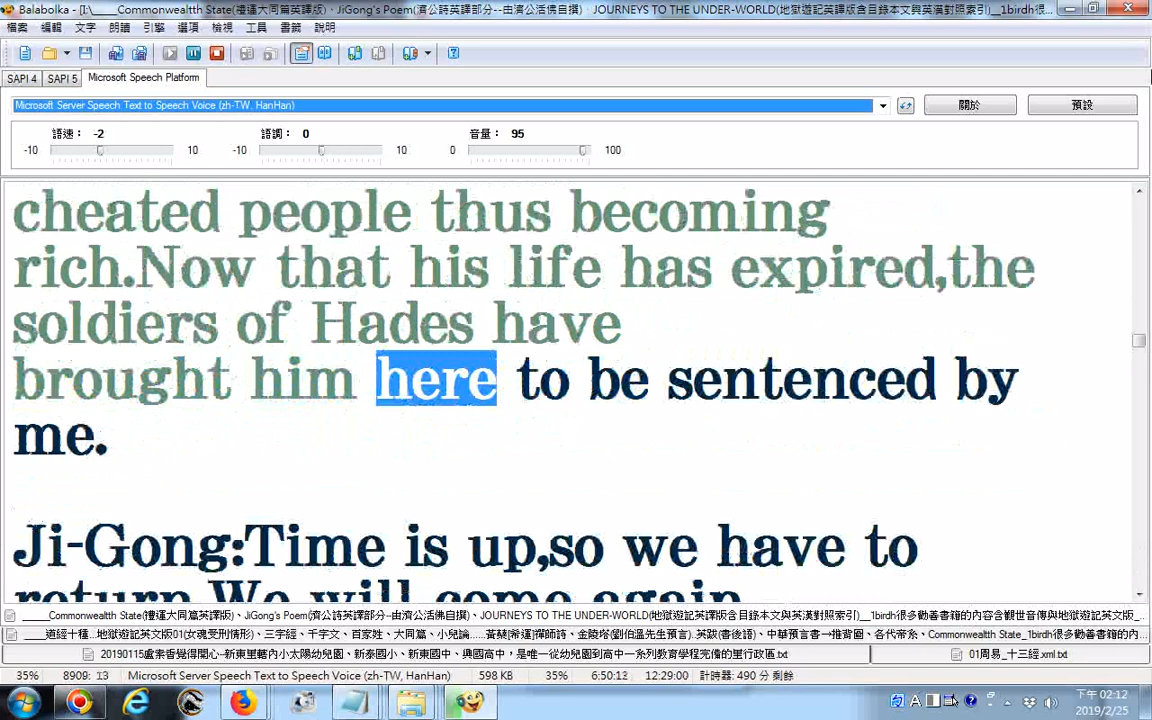 Balabolka - [I:\_____Commonwealtth State(禮運大同篇英譯版)、JiGong's Poem(濟公詩英譯部分--由濟公活佛自撰)、JOURNEYS TO THE UNDER-WORLD(地獄遊記英譯版含目錄本文與英漢對照索引)__1birdh很...
檔案 編輯 文字 朗讀 引擎 選項 檢視 工具 書籤 說明
SAPI 4 SAPI 5 Microsoft Speech Platform
Microsoft Server Speech Text to Speech Voice (zh-TW, HanHan) 關於 預設
語速： -2 語調： 0 音量： 95
-10 10 -10 10 0 100
cheated people thus becoming
rich.Now that his life has expired,the
soldiers of Hades have
brought him here to be sentenced by
me.
Ji-Gong:Time is up,so we have to
return.We will come again
_____Commonwealth State(禮運大同篇英譯版)、JiGong's Poem(濟公詩英譯部分--由濟公活佛自撰)、JOURNEYS TO THE UNDER-WORLD(地獄遊記英譯版含目錄本文與英漢對照索引)__1birdh很多勸善書籍的內容含觀世音傳與地獄遊記英文版...
_____道經十種...地獄遊記英文版01(女魂受刑情形)、三字經、千字文、百家姓、大同篇、小兒論......黃蘗[希運]禪師詩、金陵塔(劉伯溫先生預言).英跋(書後語)、中華預言書—推背圖、各代帝系、Commonwealth State_1birdh很多勸善書籍的內...
20190115盧素香覺得開心--新東里轄內小太陽幼兒園、新泰國小、新東國中、興國高中，是唯一從幼兒園到高中一系列教育學程完備的里行政區.txt 01周易_十三經.xml.txt
35% 8909: 13 Microsoft Server Speech Text to Speech Voice (zh-TW, HanHan) 598 KB 35% 6:50:12 12:29:00 計時器: 490 分 剩餘
下午 02:12
2019/2/25